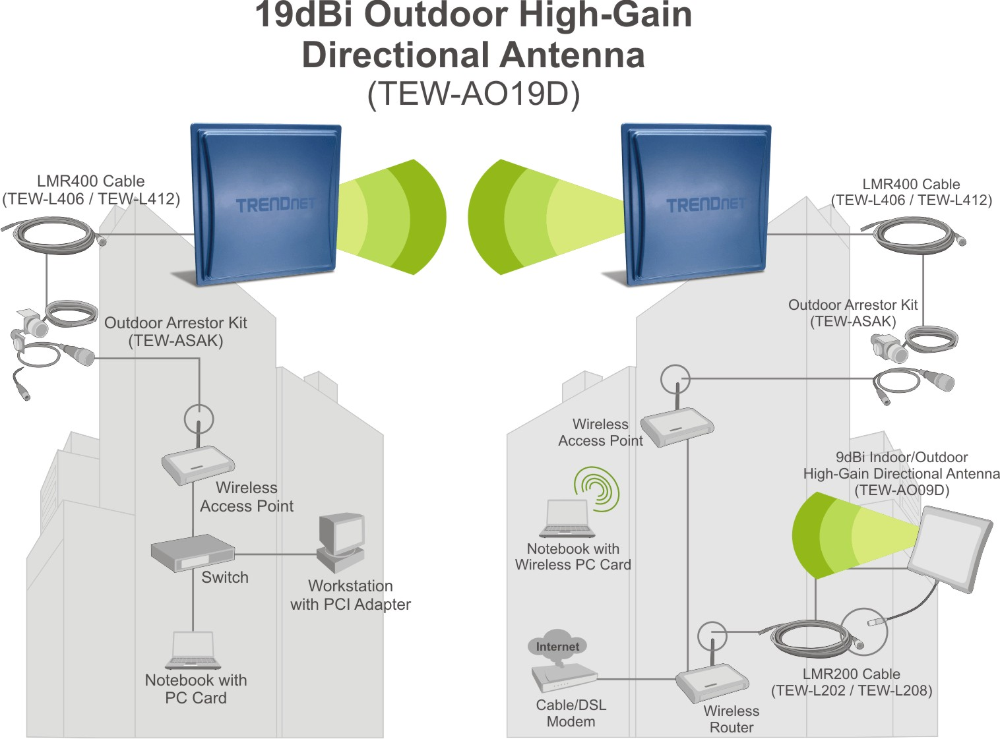 19dBi Outdoor High-Gain
Directional Antenna
(TEW-AO19D)
TRENDNET
TRENDNET
LMR400 Cable
(TEW-L406 / TEW-L412)
LMR400 Cable
(TEW-L406 / TEW-L412)
Outdoor Arrestor Kit
(TEW-ASAK)
Outdoor Arrestor Kit
(TEW-ASAK)
Wireless
Access Point
Wireless
Access Point
9dBi Indoor/Outdoor
High-Gain Directional Antenna
(TEW-AO09D)
Switch
Workstation
with PCI Adapter
Notebook with
Wireless PC Card
Notebook with
PC Card
Internet
Cable/DSL
Modem
Wireless
Router
LMR200 Cable
(TEW-L202 / TEW-L208)